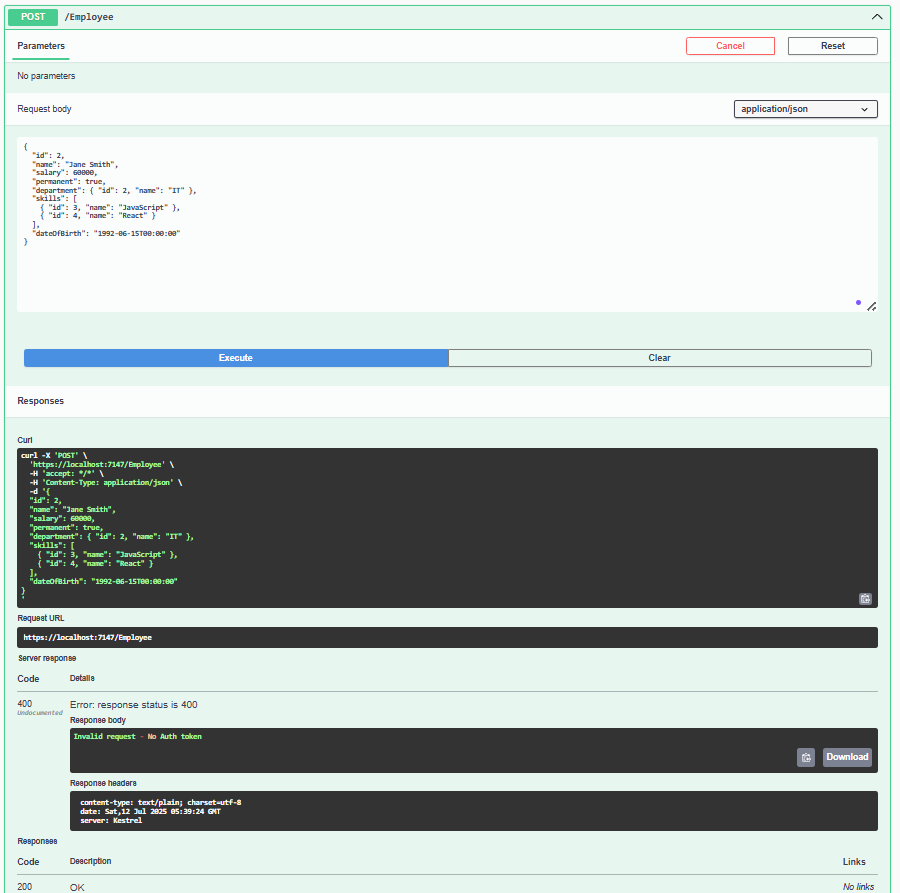 POST /Employee
Parameters
Cancel
Reset
No parameters
Request body
application/json
{
  "id": 2,
  "name": "Jane Smith",
  "salary": 60000,
  "permanent": true,
  "department": { "id": 2, "name": "IT" },
  "skills": [
    { "id": 3, "name": "JavaScript" },
    { "id": 4, "name": "React" }
  ],
  "dateOfBirth": "1992-06-15T00:00:00"
}
Execute
Clear
Responses
Curl
curl -X 'POST' \
  'https://localhost:7147/Employee' \
  -H 'accept: */*' \
  -H 'Content-Type: application/json' \
  -d '{
  "id": 2,
  "name": "Jane Smith",
  "salary": 60000,
  "permanent": true,
  "department": { "id": 2, "name": "IT" },
  "skills": [
    { "id": 3, "name": "JavaScript" },
    { "id": 4, "name": "React" }
  ],
  "dateOfBirth": "1992-06-15T00:00:00"
}
'
Request URL
https://localhost:7147/Employee
Server response
Code Details
400 Error: response status is 400
Undocumented
Response body
Invalid request - No Auth token
Download
Response headers
content-type: text/plain; charset=utf-8
date: Sat,12 Jul 2025 05:39:24 GMT
server: Kestrel
Responses
Code Description Links
200 OK No links